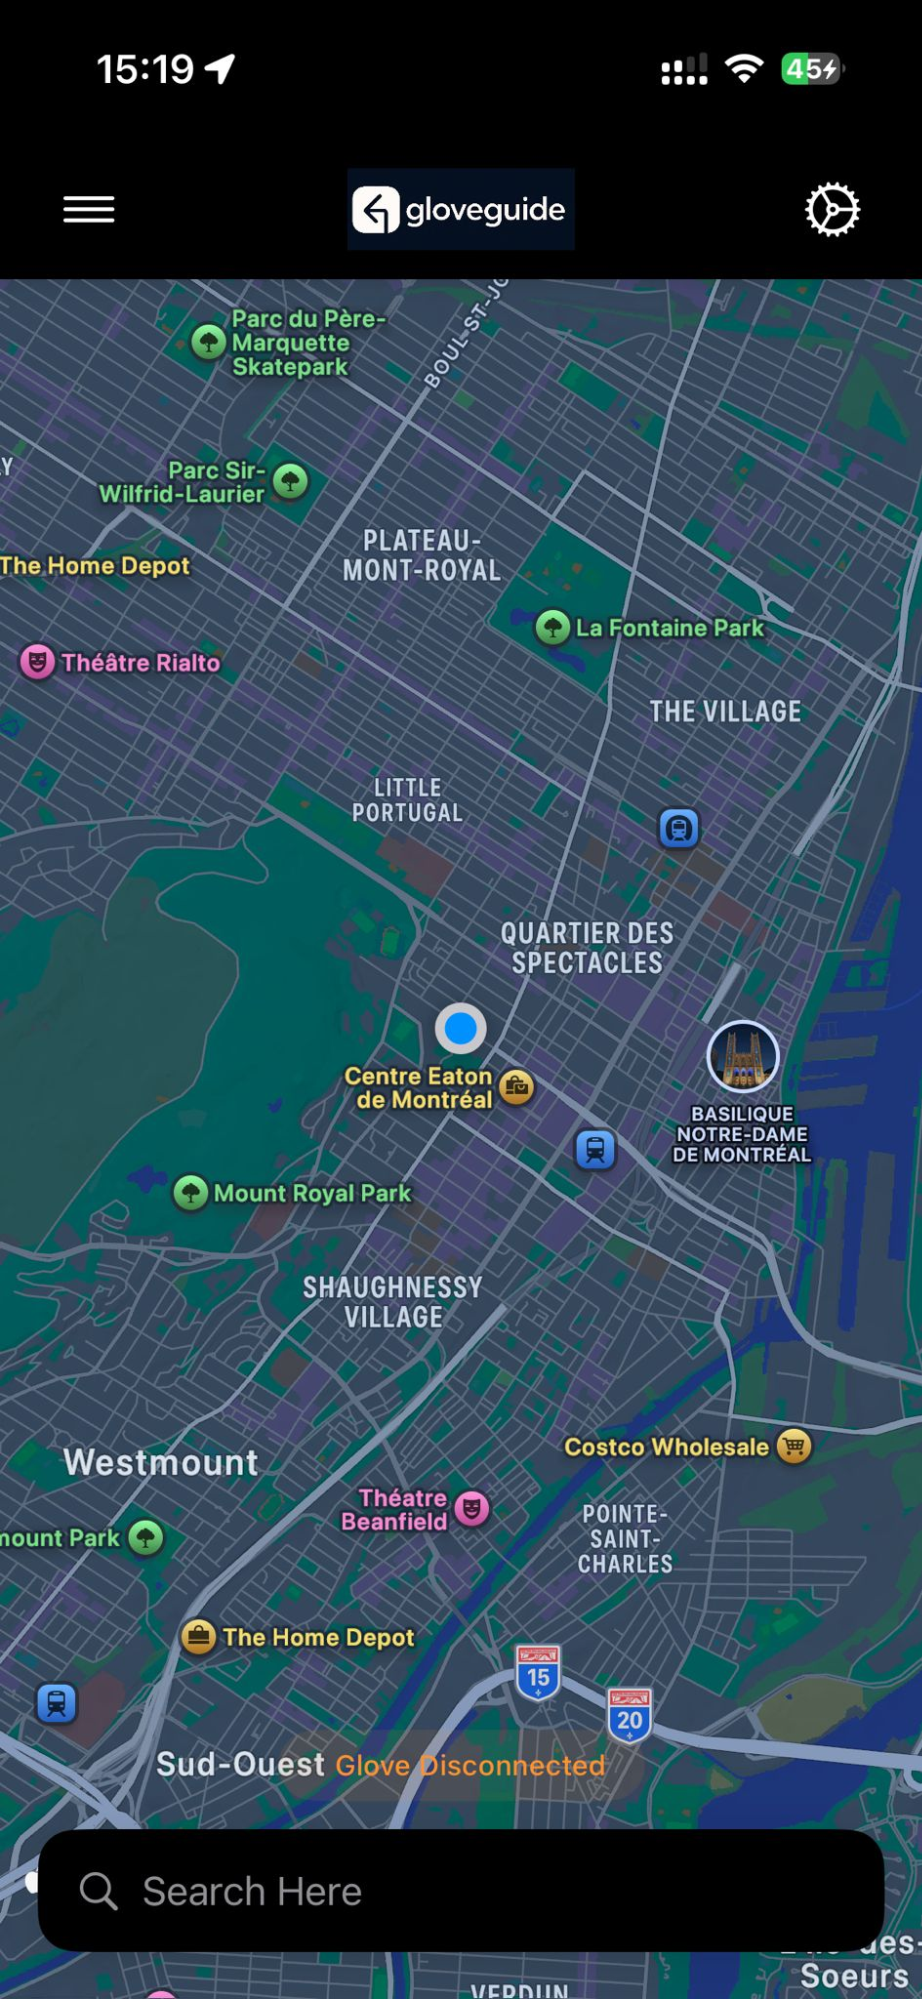 15:19
45
gloveguide
BOUL ST-JO
Parc du Père-
Marquette
Skatepark
Y
Parc Sir-
Wilfrid-Laurier
PLATEAU-
MONT-ROYAL
The Home Depot
La Fontaine Park
Théâtre Rialto
THE VILLAGE
LITTLE
PORTUGAL
QUARTIER DES
SPECTACLES
Centre Eaton
de Montréal
BASILIQUE
NOTRE-DAME
DE MONTRÉAL
Mount Royal Park
SHAUGHNESSY
VILLAGE
Westmount
Costco Wholesale
Théatre
Beanfield
POINTE-
SAINT-
CHARLES
mount Park
The Home Depot
15
20
Sud-Ouest
Glove Disconnected
Search Here
des-
Soeurs
VERDUN